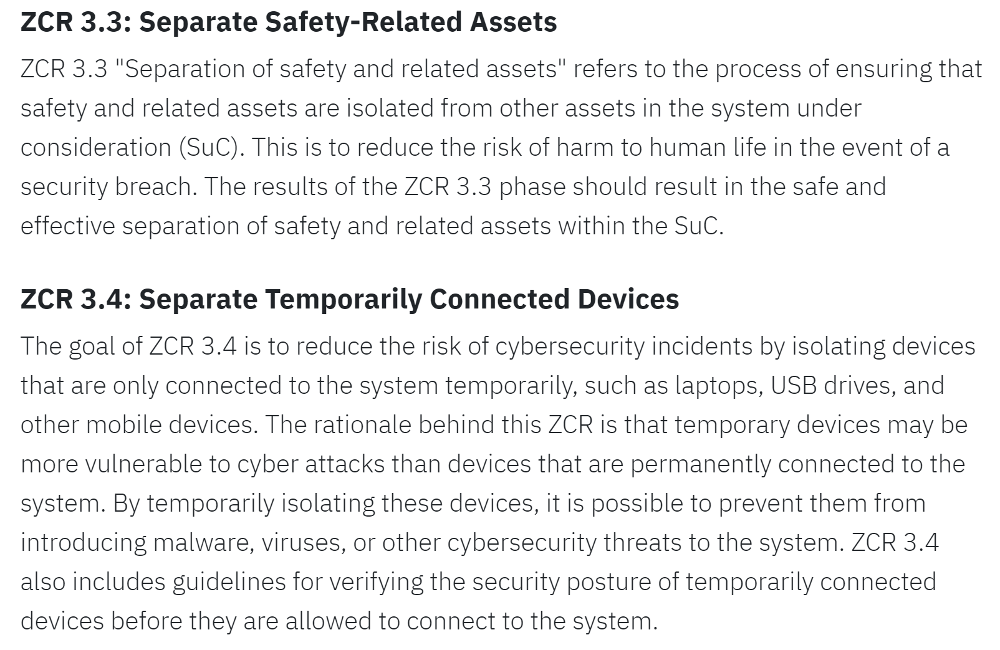 ZCR 3.3: Separate Safety-Related Assets
ZCR 3.3 "Separation of safety and related assets" refers to the process of ensuring that
safety and related assets are isolated from other assets in the system under
consideration (SuC). This is to reduce the risk of harm to human life in the event of a
security breach. The results of the ZCR 3.3 phase should result in the safe and
effective separation of safety and related assets within the SuC.
ZCR 3.4: Separate Temporarily Connected Devices
The goal of ZCR 3.4 is to reduce the risk of cybersecurity incidents by isolating devices
that are only connected to the system temporarily, such as laptops, USB drives, and
other mobile devices. The rationale behind this ZCR is that temporary devices may be
more vulnerable to cyber attacks than devices that are permanently connected to the
system. By temporarily isolating these devices, it is possible to prevent them from
introducing malware, viruses, or other cybersecurity threats to the system. ZCR 3.4
also includes guidelines for verifying the security posture of temporarily connected
devices before they are allowed to connect to the system.